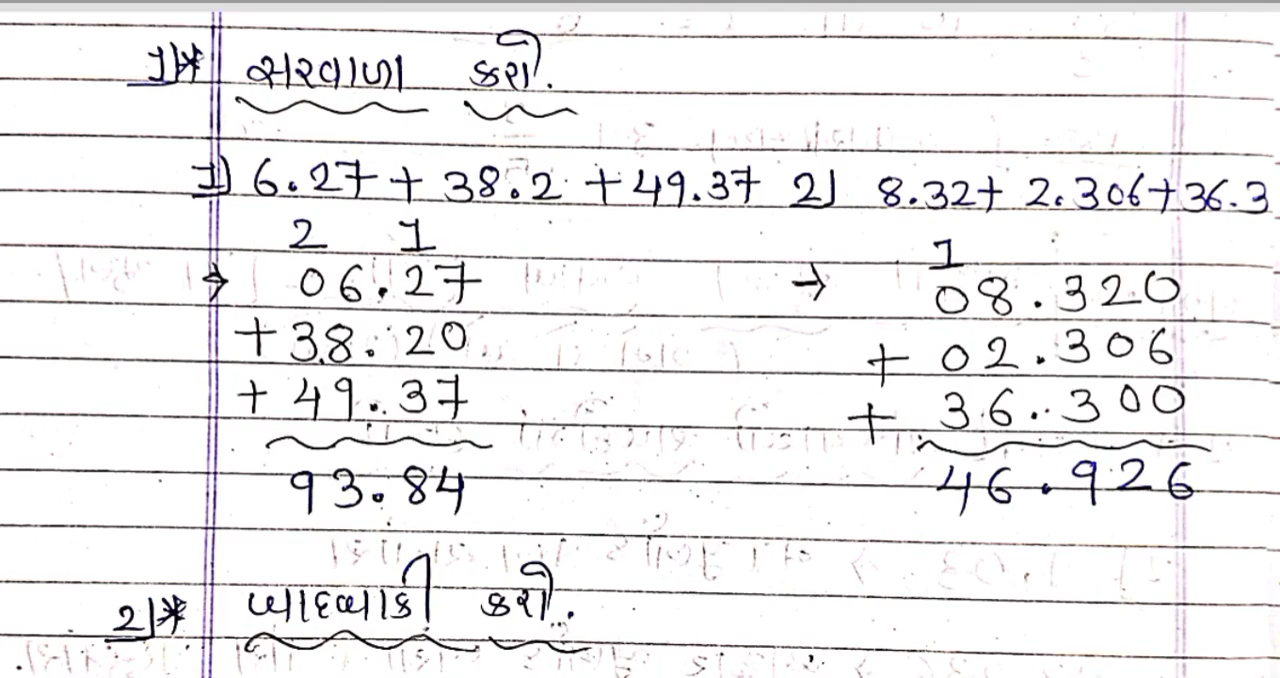 1)* સરવાળા કરો.
1) 6.27 + 38.2 + 49.37 2) 8.32 + 2.306 + 36.3
2 1 1
→ 06.27 → 08.320
+ 38.20 + 02.306
+ 49.37 + 36.300
93.84 46.926
2)* બાદબાકી કરો.